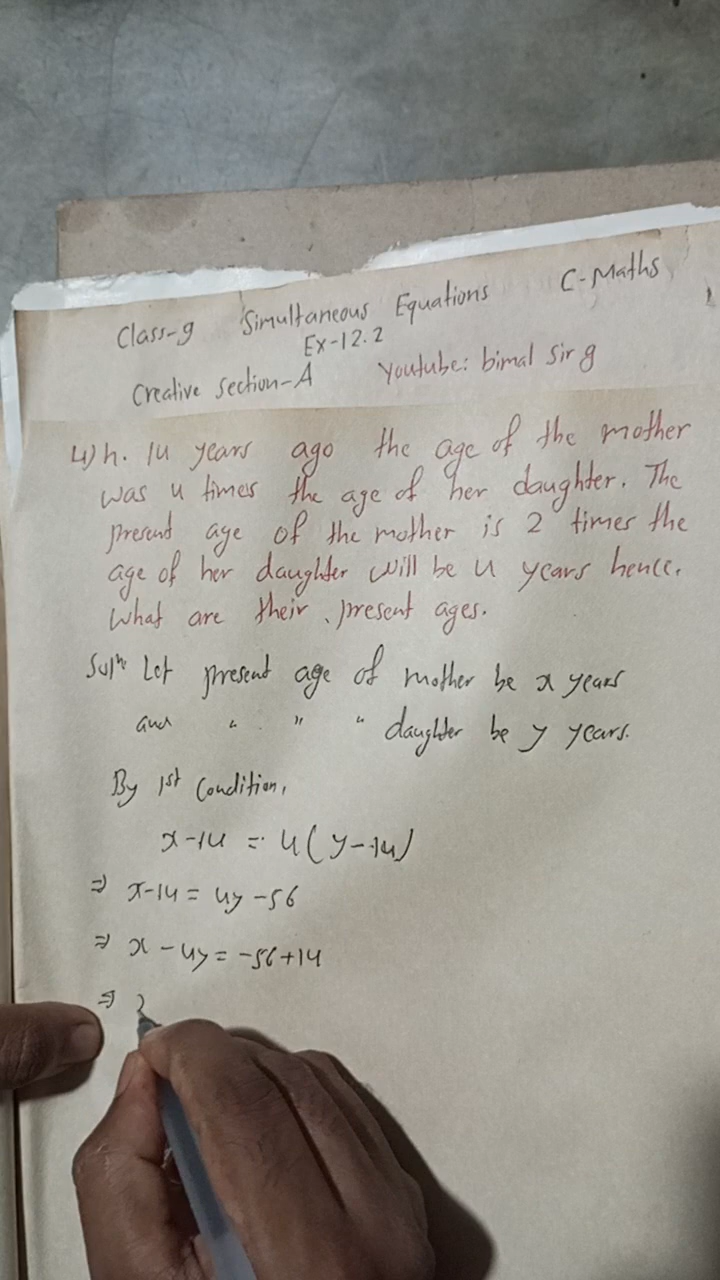 Class-9 Simultaneous Equations C-Maths
Ex-12.2
Creative section-A Youtube: bimal sir 9
4)h. 14 years ago the age of the mother
was 4 times the age of her daughter. The
present age of the mother is 2 times the
age of her daughter will be 4 years hence.
What are their present ages.
Solⁿ Let present age of mother be x years
and " " " daughter be y years.
By 1st Condition,
x-14 = 4(y-14)
⇒ x-14 = 4y -56
⇒ x - 4y = -56+14
⇒